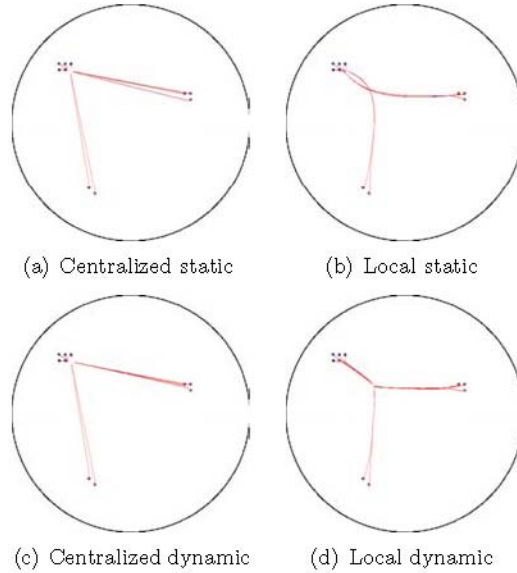 (a) Centralized static
(b) Local static
(c) Centralized dynamic
(d) Local dynamic